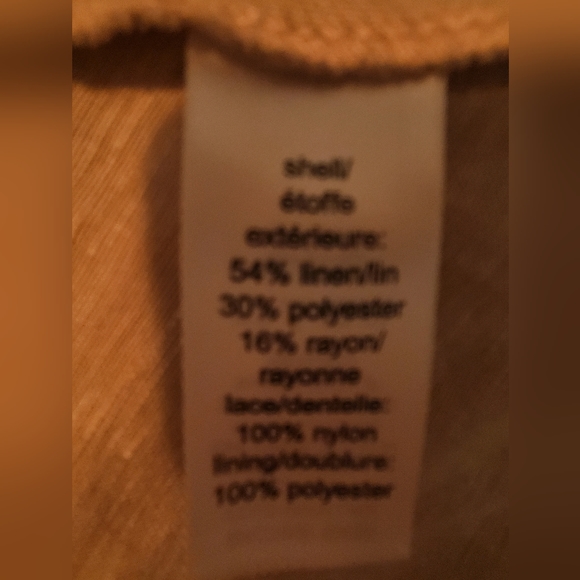 shell/
étoffe
extérieure:
54% linen/lin
30% polyester
16% rayon/
rayonne
lace/dentelle:
100% nylon
lining/doublure:
100% polyester